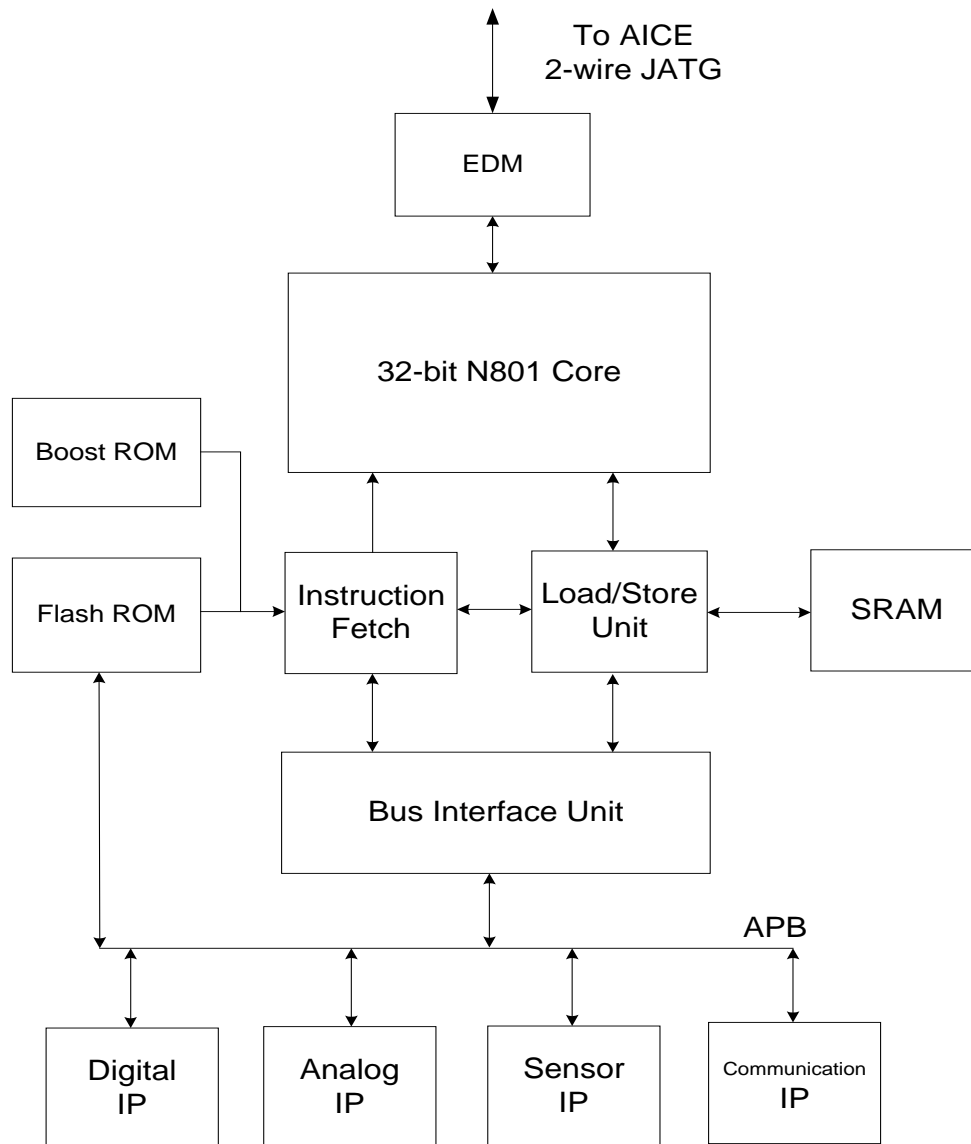 To AICE
2-wire JATG
EDM
32-bit N801 Core
Boost ROM
Flash ROM
Instruction
Fetch
Load/Store
Unit
SRAM
Bus Interface Unit
APB
Digital
IP
Analog
IP
Sensor
IP
Communication
IP